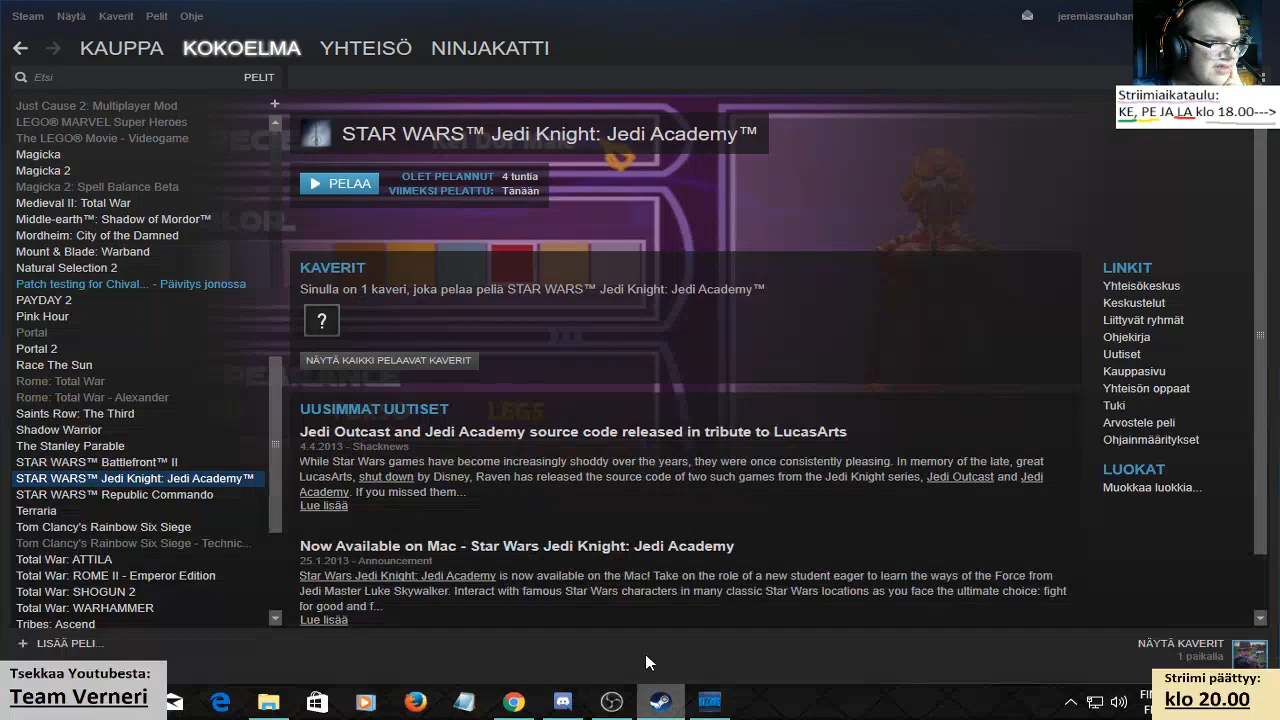 Steam Näytä Kaverit Pelit Ohje
jeremiasrauhan
KAUPPA KOKOELMA YHTEISÖ NINJAKATTI
Etsi PELIT
Striimiaikataulu:
KE, PE JA LA klo 18.00--->
Just Cause 2: Multiplayer Mod
LEGO® MARVEL Super Heroes
The LEGO® Movie - Videogame
Magicka
Magicka 2
Magicka 2: Spell Balance Beta
Medieval II: Total War
Middle-earth™: Shadow of Mordor™
Mordheim: City of the Damned
Mount & Blade: Warband
Natural Selection 2
Patch testing for Chival... - Päivitys jonossa
PAYDAY 2
Pink Hour
Portal
Portal 2
Race The Sun
Rome: Total War
Rome: Total War - Alexander
Saints Row: The Third
Shadow Warrior
The Stanley Parable
STAR WARS™ Battlefront™ II
STAR WARS™ Jedi Knight: Jedi Academy™
STAR WARS™ Republic Commando
Terraria
Tom Clancy's Rainbow Six Siege
Tom Clancy's Rainbow Six Siege - Technic...
Total War: ATTILA
Total War: ROME II - Emperor Edition
Total War: SHOGUN 2
Total War: WARHAMMER
Tribes: Ascend
+ LISÄÄ PELI...
STAR WARS™ Jedi Knight: Jedi Academy™
PELAA
OLET PELANNUT 4 tuntia
VIIMEKSI PELATTU: Tänään
KAVERIT
Sinulla on 1 kaveri, joka pelaa peliä STAR WARS™ Jedi Knight: Jedi Academy™
?
NÄYTÄ KAIKKI PELAAVAT KAVERIT
LEGS
UUSIMMAT UUTISET
Jedi Outcast and Jedi Academy source code released in tribute to LucasArts
4.4.2013 - Shacknews
While Star Wars games have become increasingly shoddy over the years, they were once consistently pleasing. In memory of the late, great
LucasArts, shut down by Disney, Raven has released the source code of two such games from the Jedi Knight series, Jedi Outcast and Jedi
Academy. If you missed them...
Lue lisää
Now Available on Mac - Star Wars Jedi Knight: Jedi Academy
25.1.2013 - Announcement
Star Wars Jedi Knight: Jedi Academy is now available on the Mac! Take on the role of a new student eager to learn the ways of the Force from
Jedi Master Luke Skywalker. Interact with famous Star Wars characters in many classic Star Wars locations as you face the ultimate choice: fight
for good and f...
Lue lisää
LINKIT
Yhteisökeskus
Keskustelut
Liittyvät ryhmät
Ohjekirja
Uutiset
Kauppasivu
Yhteisön oppaat
Tuki
Arvostele peli
Ohjainmääritykset
LUOKAT
Muokkaa luokkia...
NÄYTÄ KAVERIT
1 paikalla
Tsekkaa Youtubesta:
Team Verneri
Striimi päättyy:
klo 20.00